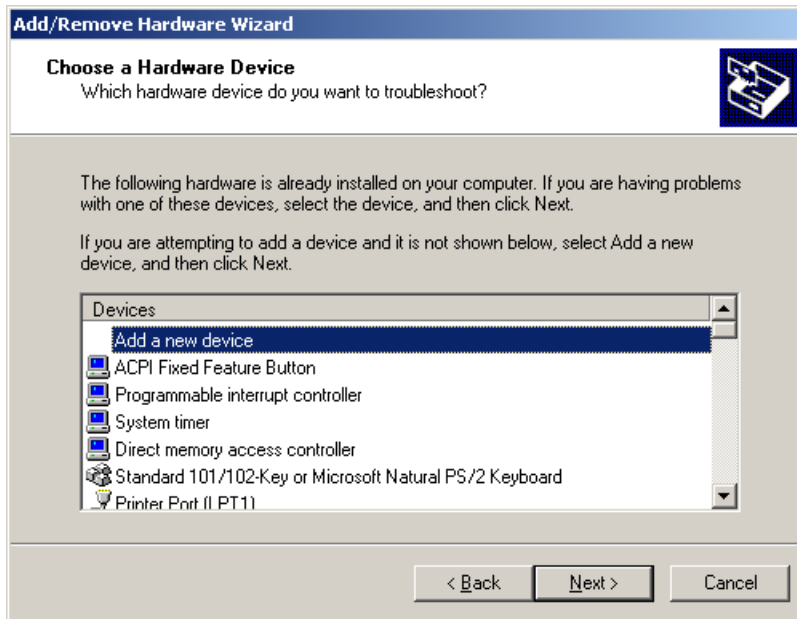 Add/Remove Hardware Wizard
Choose a Hardware Device
Which hardware device do you want to troubleshoot?
The following hardware is already installed on your computer. If you are having problems
with one of these devices, select the device, and then click Next.
If you are attempting to add a device and it is not shown below, select Add a new
device, and then click Next.
Devices
Add a new device
ACPI Fixed Feature Button
Programmable interrupt controller
System timer
Direct memory access controller
Standard 101/102-Key or Microsoft Natural PS/2 Keyboard
Printer Port (LPT1)
< Back
Next >
Cancel